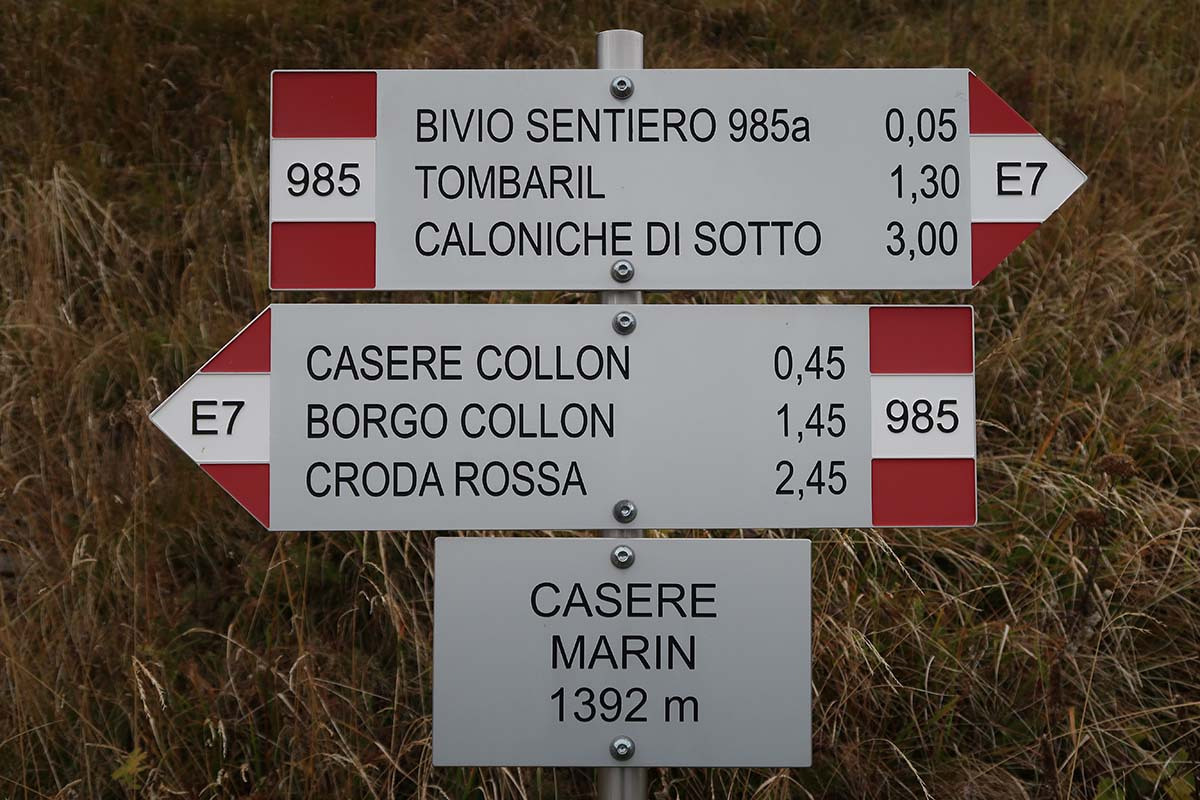 BIVIO SENTIERO 985a 0,05
985 TOMBARIL 1,30 E7
CALONICHE DI SOTTO 3,00
CASERE COLLON 0,45
E7 BORGO COLLON 1,45 985
CRODA ROSSA 2,45
CASERE
MARIN
1392 m